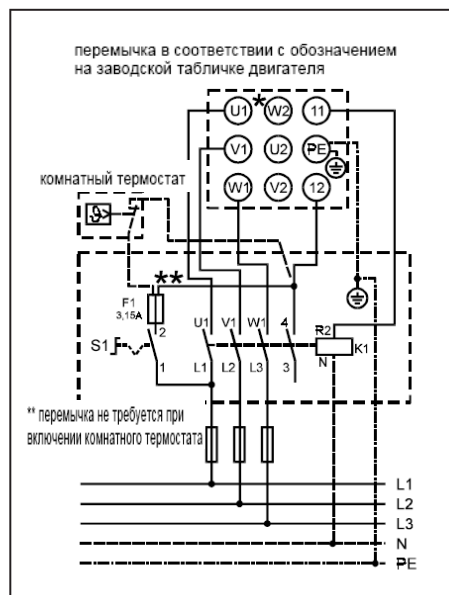 перемычка в соответствии с обозначением
на заводской табличке двигателя
U1 * W2 11
V1 U2 PE
комнатный термостат
W1 V2 12
**
F1
3,15A
2
U1 V1 W1 4
R2
S1
K1
N
1 L1 L2 L3 3
** перемычка не требуется при
включении комнатного термостата
L1
L2
L3
N
PE